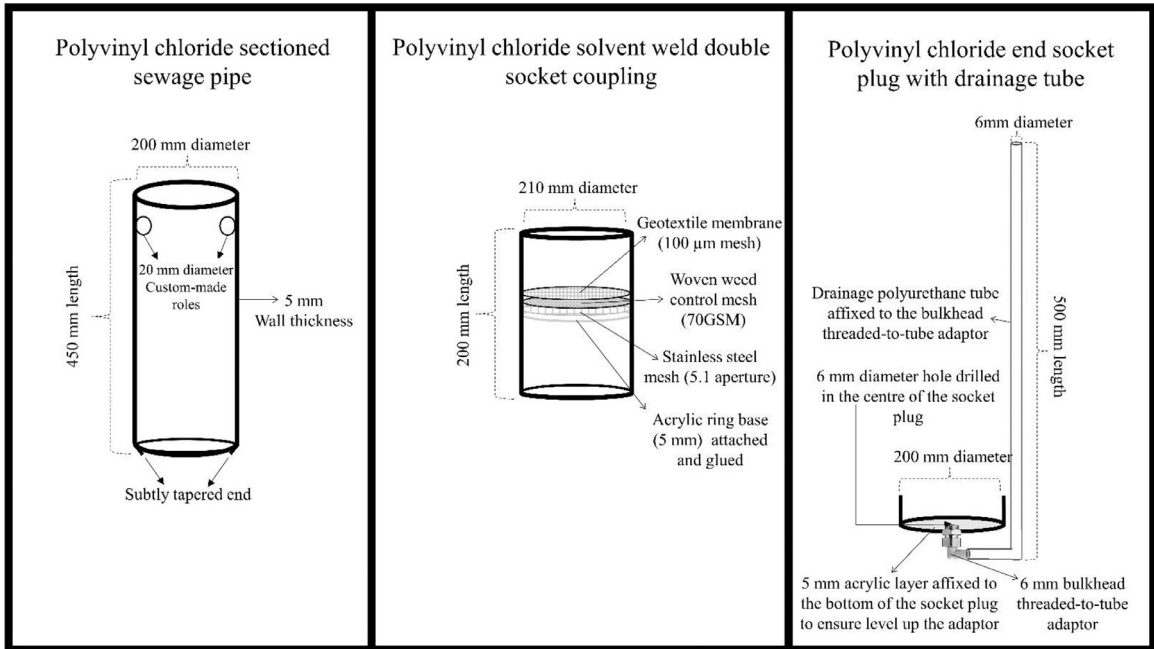 Polyvinyl chloride sectioned
sewage pipe
200 mm diameter
450 mm length
20 mm diameter
Custom-made
roles
5 mm
Wall thickness
Subtly tapered end
Polyvinyl chloride solvent weld double
socket coupling
210 mm diameter
200 mm length
Geotextile membrane
(100 µm mesh)
Woven weed
control mesh
(70GSM)
Stainless steel
mesh (5.1 aperture)
Acrylic ring base
(5 mm) attached
and glued
Polyvinyl chloride end socket
plug with drainage tube
6mm diameter
Drainage polyurethane tube
affixed to the bulkhead
threaded-to-tube adaptor
500 mm length
6 mm diameter hole drilled
in the centre of the socket
plug
200 mm diameter
5 mm acrylic layer affixed to
the bottom of the socket plug
to ensure level up the adaptor
6 mm bulkhead
threaded-to-tube
adaptor